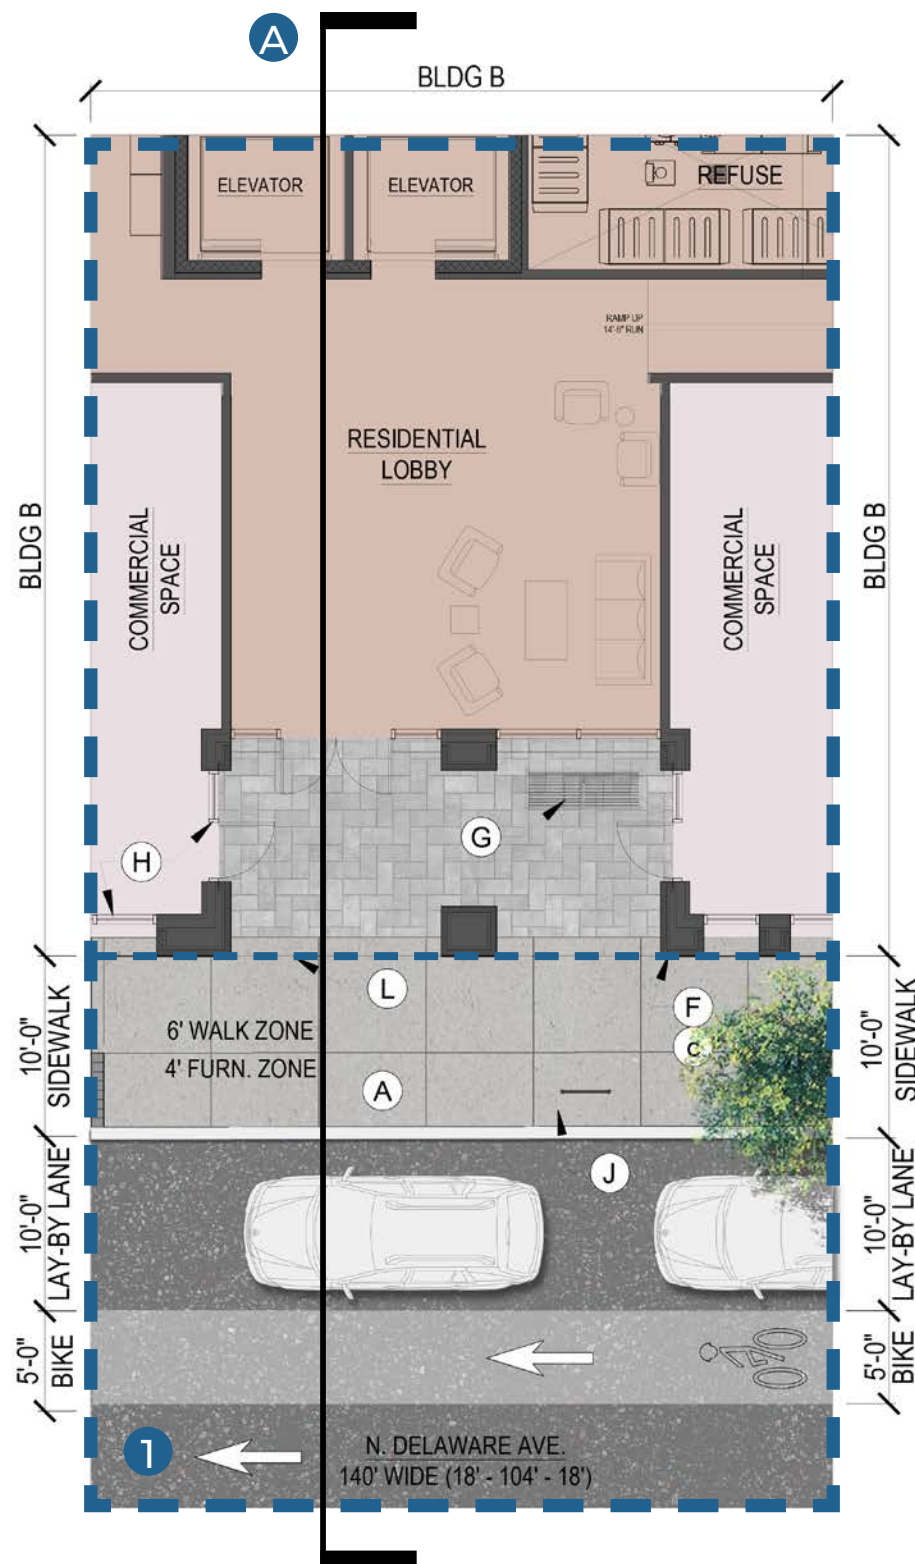 A
BLDG B
ELEVATOR
ELEVATOR
REFUSE
RAMP UP
14'-6" RUN
RESIDENTIAL
LOBBY
BLDG B
COMMERCIAL
SPACE
COMMERCIAL
SPACE
BLDG B
G
H
L
F
6' WALK ZONE
C
4' FURN. ZONE
A
10'-0"
SIDEWALK
10'-0"
SIDEWALK
J
10'-0"
LAY-BY LANE
10'-0"
LAY-BY LANE
5'-0"
BIKE
5'-0"
BIKE
1
N. DELAWARE AVE.
140' WIDE (18' - 104' - 18')